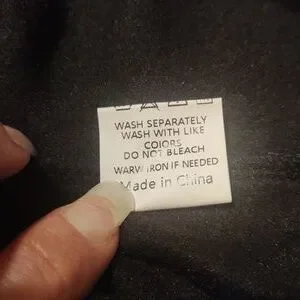 WASH SEPARATELY
WASH WITH LIKE
COLORS
DO NOT BLEACH
WARM IRON IF NEEDED
Made in China